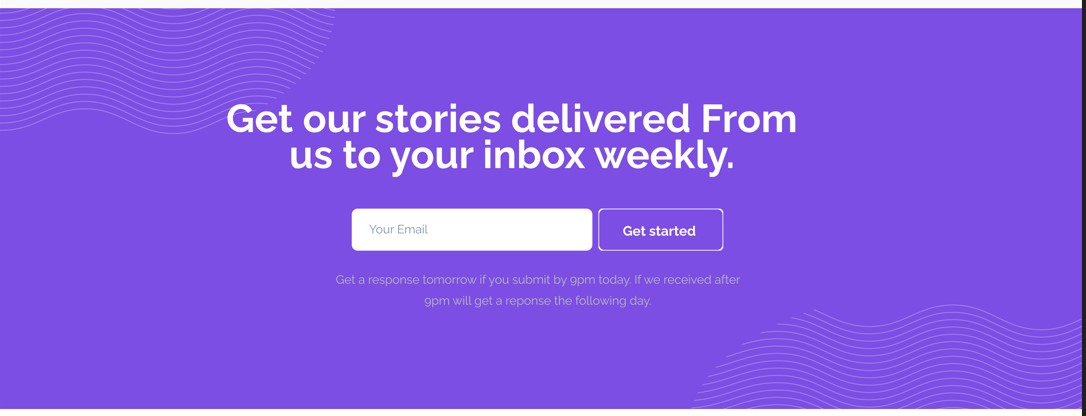 Get our stories delivered From
us to your inbox weekly.
Your Email
Get started
Get a response tomorrow if you submit by 9pm today. If we received after
9pm will get a reponse the following day.